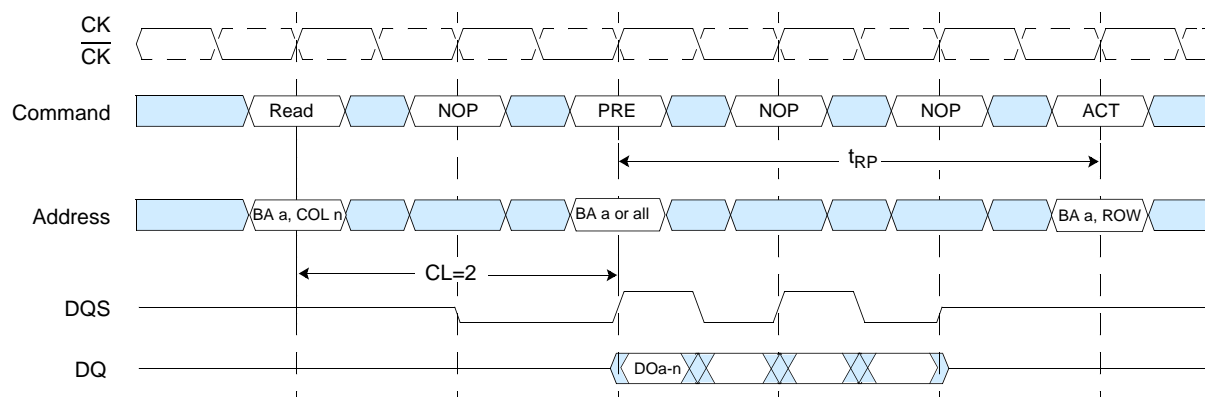 CK
CK
Command
Read
NOP
PRE
NOP
NOP
ACT
tRP
Address
BA a, COL n
BA a or all
BA a, ROW
CL=2
DQS
DQ
DOa-n